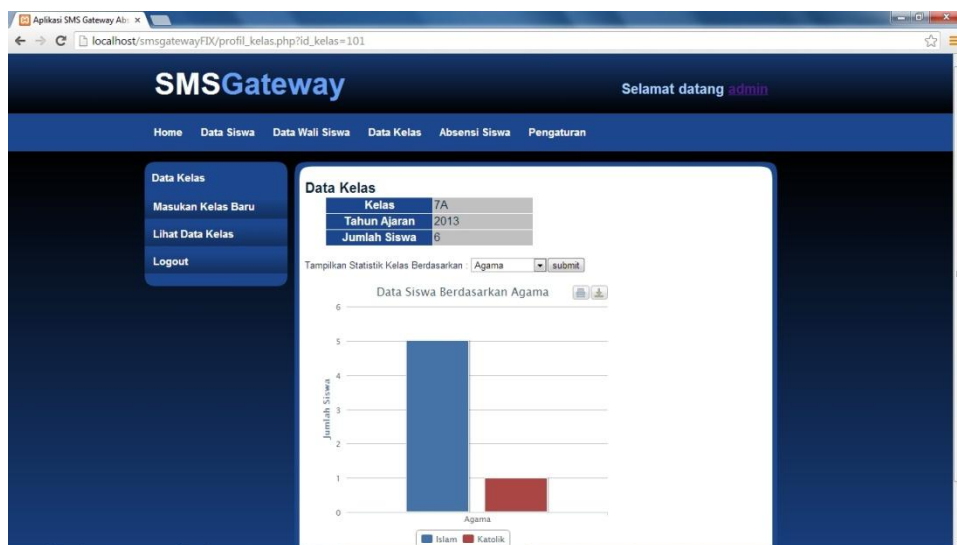 Aplikasi SMS Gateway Abs
localhost/smsgatewayFIX/profil_kelas.php?id_kelas=101
SMSGateway
Selamat datang admin
Home Data Siswa Data Wali Siswa Data Kelas Absensi Siswa Pengaturan
Data Kelas
Masukan Kelas Baru
Lihat Data Kelas
Logout
Data Kelas
Kelas 7A
Tahun Ajaran 2013
Jumlah Siswa 6
Tampilkan Statistik Kelas Berdasarkan : Agama submit
Data Siswa Berdasarkan Agama
6
5
4
3
2
1
0
Jumlah Siswa
Agama
Islam Katolik